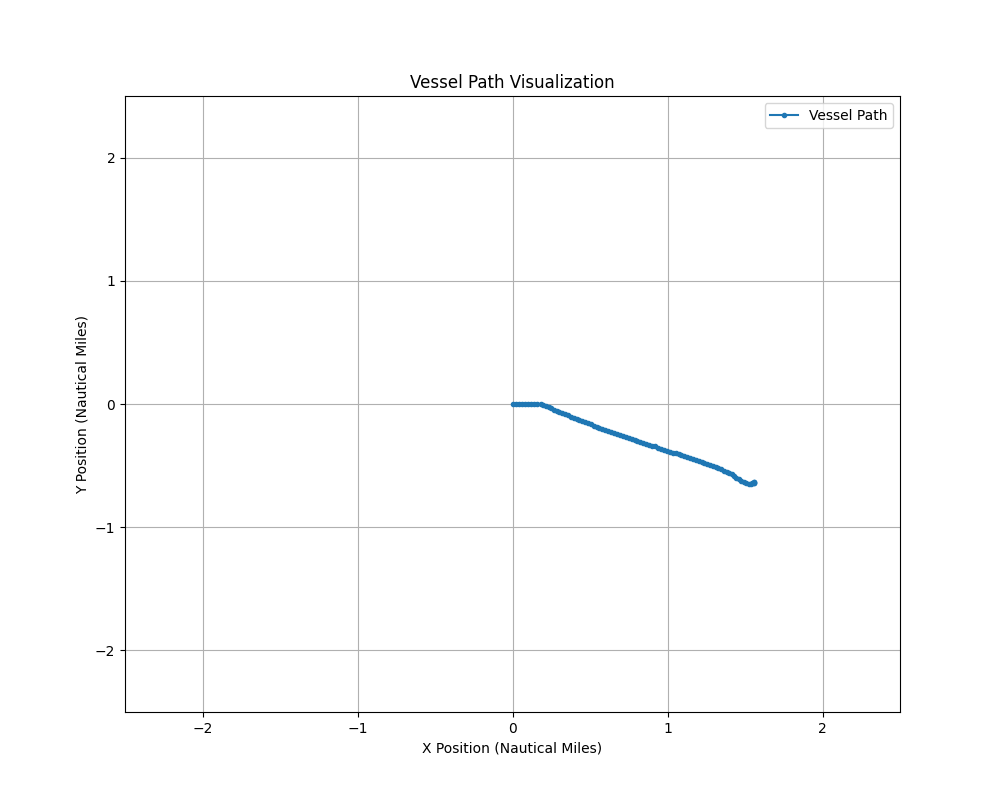 Vessel Path Visualization
Vessel Path
2
1
0
−1
−2
Y Position (Nautical Miles)
−2
−1
0
1
2
X Position (Nautical Miles)